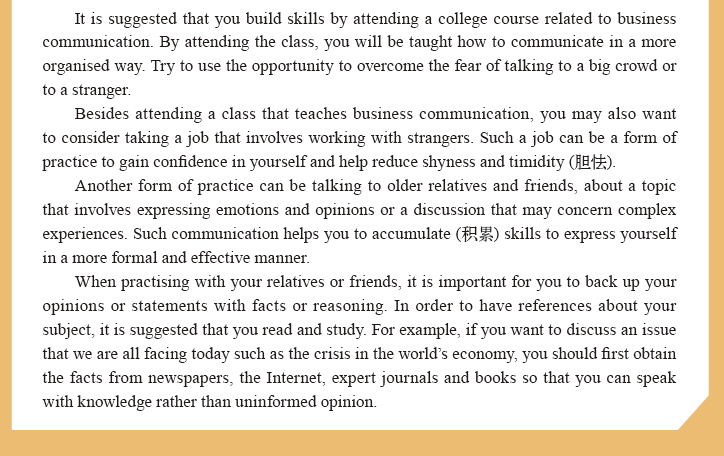 It is suggested that you build skills by attending a college course related to business
communication. By attending the class, you will be taught how to communicate in a more
organised way. Try to use the opportunity to overcome the fear of talking to a big crowd or
to a stranger.
Besides attending a class that teaches business communication, you may also want
to consider taking a job that involves working with strangers. Such a job can be a form of
practice to gain confidence in yourself and help reduce shyness and timidity (胆怯).
Another form of practice can be talking to older relatives and friends, about a topic
that involves expressing emotions and opinions or a discussion that may concern complex
experiences. Such communication helps you to accumulate (积累) skills to express yourself
in a more formal and effective manner.
When practising with your relatives or friends, it is important for you to back up your
opinions or statements with facts or reasoning. In order to have references about your
subject, it is suggested that you read and study. For example, if you want to discuss an issue
that we are all facing today such as the crisis in the world's economy, you should first obtain
the facts from newspapers, the Internet, expert journals and books so that you can speak
with knowledge rather than uninformed opinion.